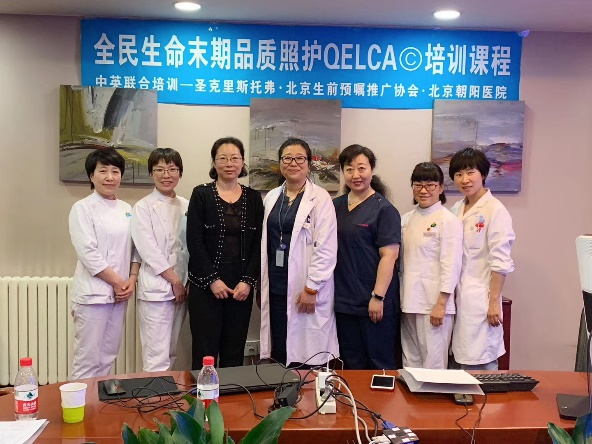 全民生命末期品质照护QELCA©培训课程
中英联合培训—圣克里斯托弗·北京生前预嘱推广协会·北京朝阳医院